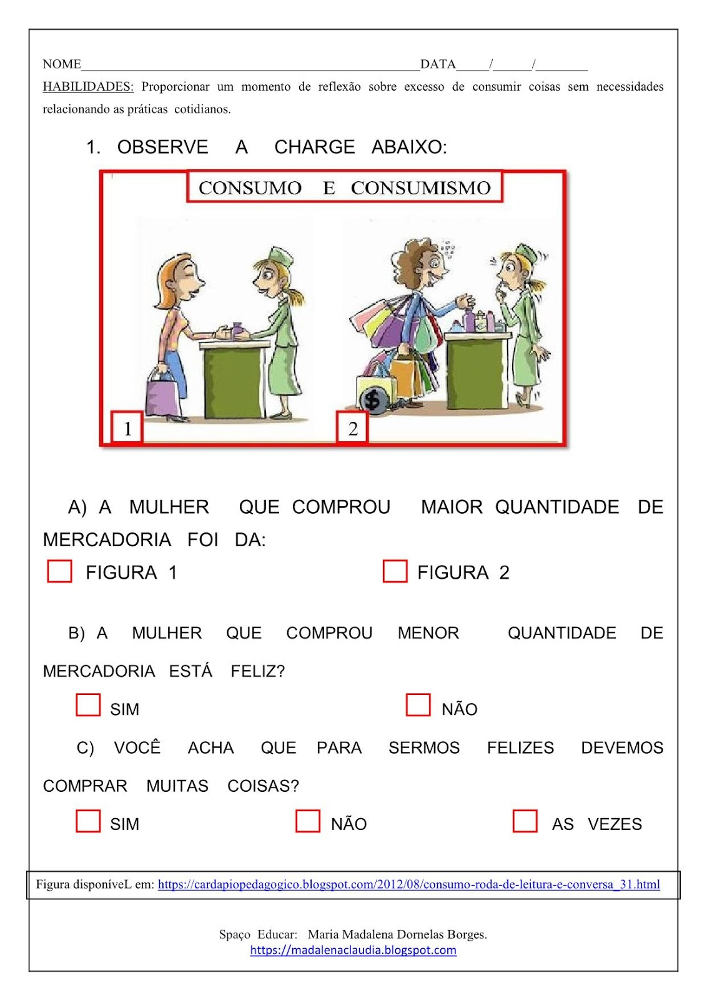 NOME__________________________________________________DATA_____/______/________
HABILIDADES: Proporcionar um momento de reflexão sobre excesso de consumir coisas sem necessidades
relacionando as práticas cotidianos.
1. OBSERVE A CHARGE ABAIXO:
CONSUMO E CONSUMISMO
$
1
2
A) A MULHER QUE COMPROU MAIOR QUANTIDADE DE
MERCADORIA FOI DA:
FIGURA 1 FIGURA 2
B) A MULHER QUE COMPROU MENOR QUANTIDADE DE
MERCADORIA ESTÁ FELIZ?
SIM NÃO
C) VOCÊ ACHA QUE PARA SERMOS FELIZES DEVEMOS
COMPRAR MUITAS COISAS?
SIM NÃO AS VEZES
Figura disponíveL em: https://cardapiopedagogico.blogspot.com/2012/08/consumo-roda-de-leitura-e-conversa_31.html
Spaço Educar: Maria Madalena Dornelas Borges.
https://madalenaclaudia.blogspot.com